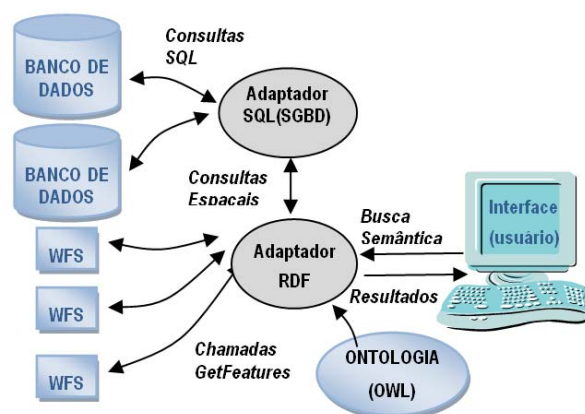 Consultas
SQL
BANCO DE
DADOS
Adaptador
SQL(SGBD)
BANCO DE
DADOS
Consultas
Espacais
WFS
Adaptador
RDF
Busca
Semântica
Interface
(usuário)
WFS
Resultados
Chamadas
GetFeatures
WFS
ONTOLOGIA
(OWL)